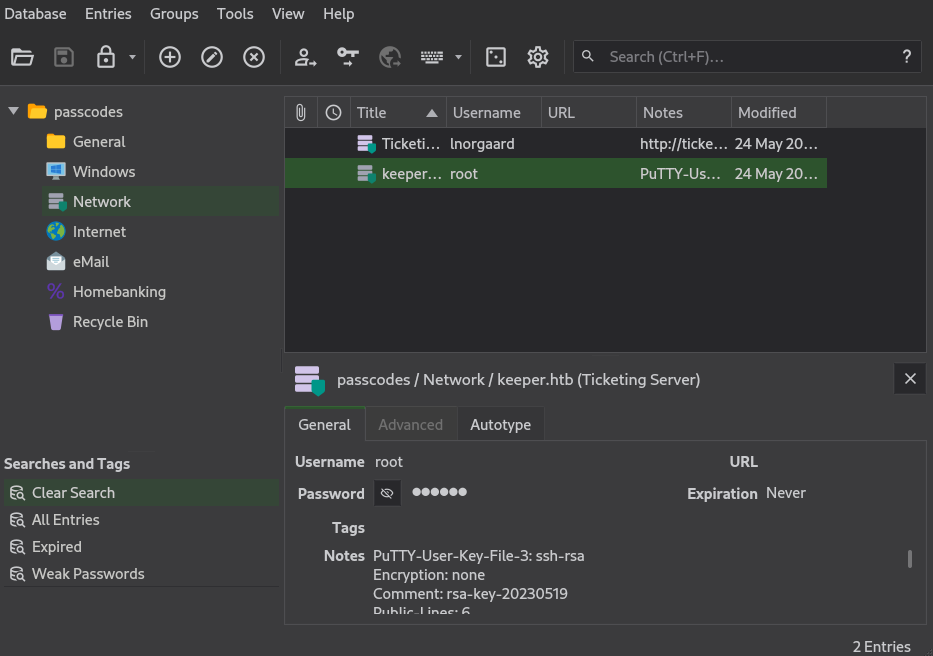 Database Entries Groups Tools View Help
Search (Ctrl+F)... ?
passcodes
General
Windows
Network
Internet
eMail
Homebanking
Recycle Bin
Searches and Tags
Clear Search
All Entries
Expired
Weak Passwords
Title Username URL Notes Modified
Ticketi... lnorgaard http://ticke... 24 May 20...
keeper... root PuTTY-Us... 24 May 20...
passcodes / Network / keeper.htb (Ticketing Server)
General Advanced Autotype
Username root URL
Password ●●●●●● Expiration Never
Tags
Notes PuTTY-User-Key-File-3: ssh-rsa
Encryption: none
Comment: rsa-key-20230519
Public-Lines: 6
2 Entries